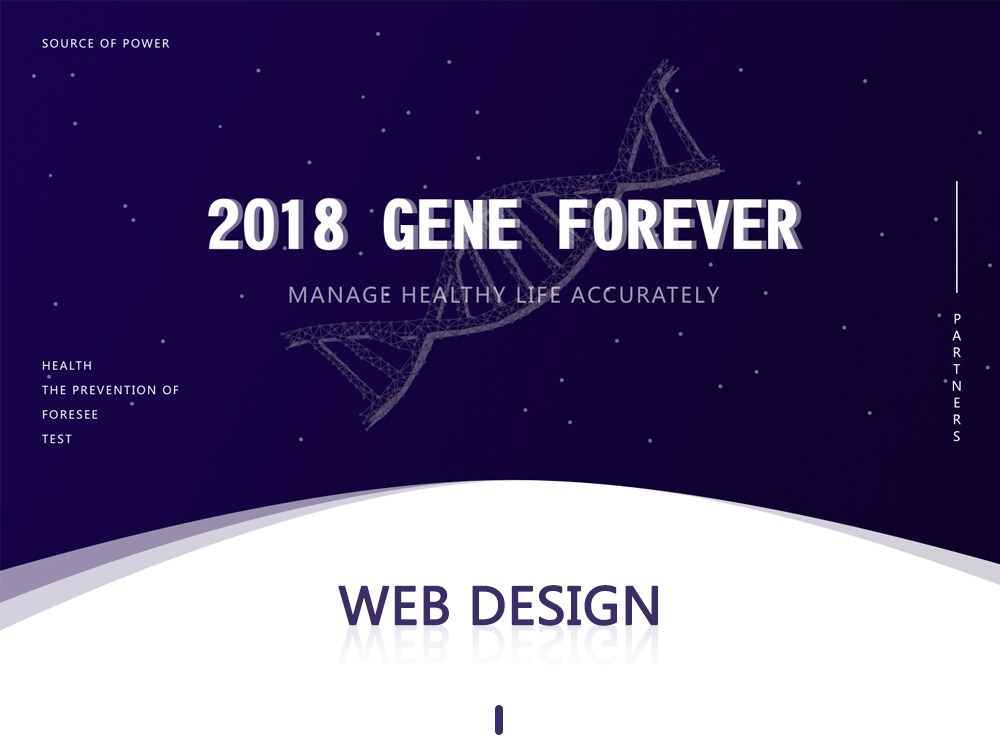 SOURCE OF POWER
2018 GENE FOREVER
MANAGE HEALTHY LIFE ACCURATELY
HEALTH
THE PREVENTION OF
FORESEE
TEST
PARTNERS
WEB DESIGN